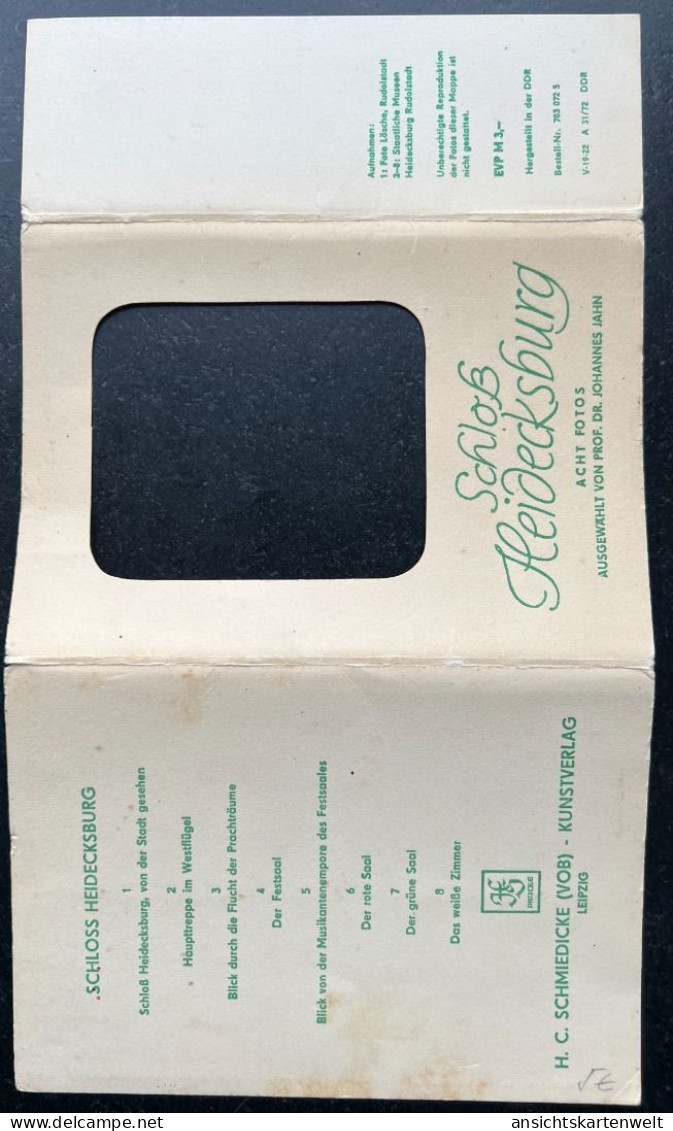 SCHLOSS HEIDECKSBURG
1
Schloß Heidecksburg, von der Stadt gesehen
2
Haupttreppe im Westflügel
3
Blick durch die Flucht der Prachträume
4
Der Festsaal
5
Blick von der Musikantenempore des Festsaales
6
Der rote Saal
7
Der grüne Saal
8
Das weiße Zimmer
H. C. SCHMIEDICKE (VOB) - KUNSTVERLAG
LEIPZIG
5 €
Schloß
Heidecksburg
ACHT FOTOS
AUSGEWÄHLT VON PROF. DR. JOHANNES JAHN
Aufnahmen:
1: Foto Lösche, Rudolstadt
2–8: Staatliche Museen
Heidecksburg Rudolstadt
Unberechtigte Reproduktion
der Fotos dieser Mappe ist
nicht gestattet.
EVP M 3,–
Hergestellt in der DDR
Bestell-Nr. 703 072 S
V-19-22 A 31/72 DDR
delcampe.net
ansichtskartenwelt